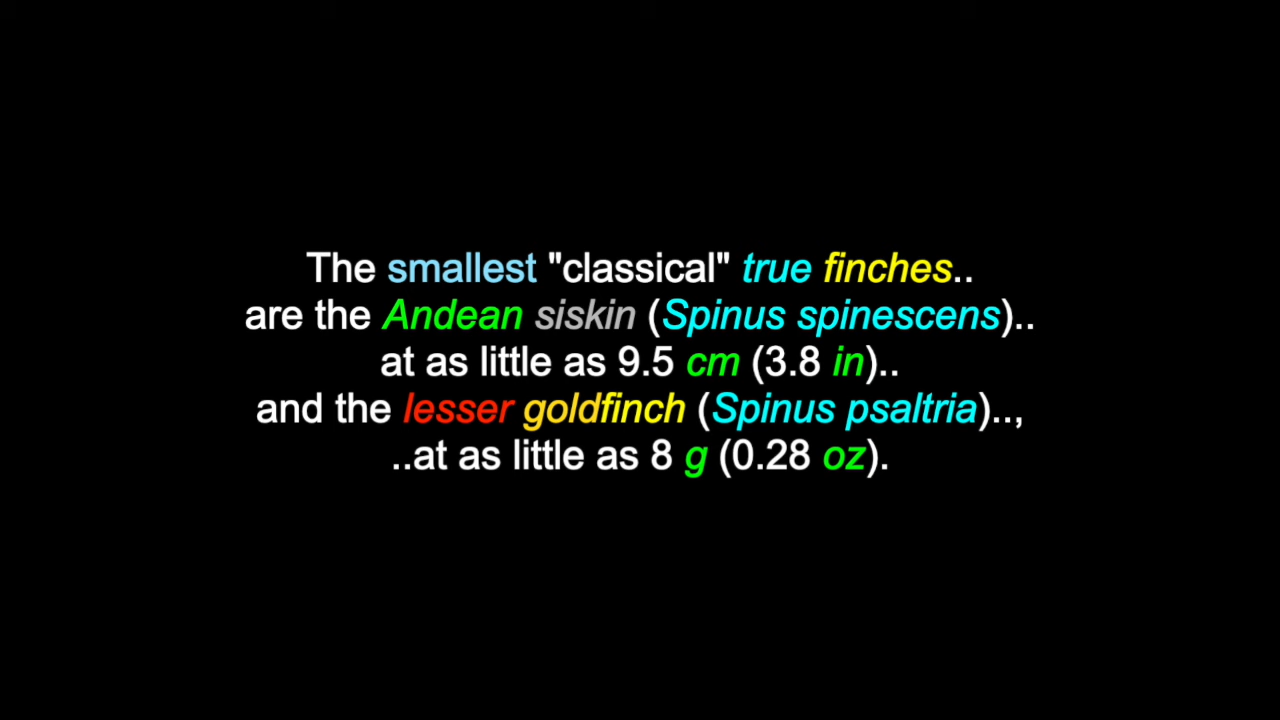 The smallest "classical" true finches..
are the Andean siskin (Spinus spinescens)..
at as little as 9.5 cm (3.8 in)..
and the lesser goldfinch (Spinus psaltria)..,
..at as little as 8 g (0.28 oz).